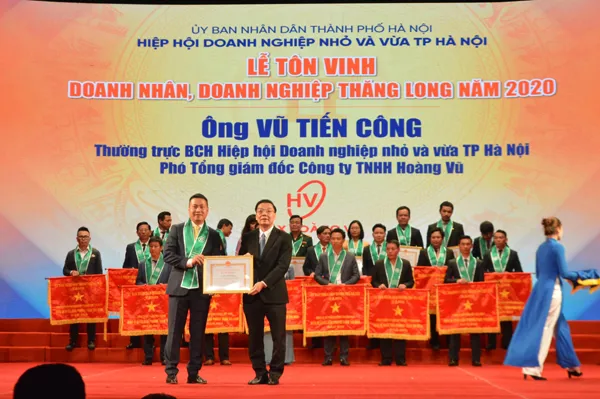 ỦY BAN NHÂN DÂN THÀNH PHỐ HÀ NỘI
HIỆP HỘI DOANH NGHIỆP NHỎ VÀ VỪA TP HÀ NỘI
LỄ TÔN VINH
DOANH NHÂN, DOANH NGHIỆP THĂNG LONG NĂM 2020
Ông VŨ TIẾN CÔNG
Thường trực BCH Hiệp hội Doanh nghiệp nhỏ và vừa TP Hà Nội
Phó Tổng giám đốc Công ty TNHH Hoàng Vũ
HV